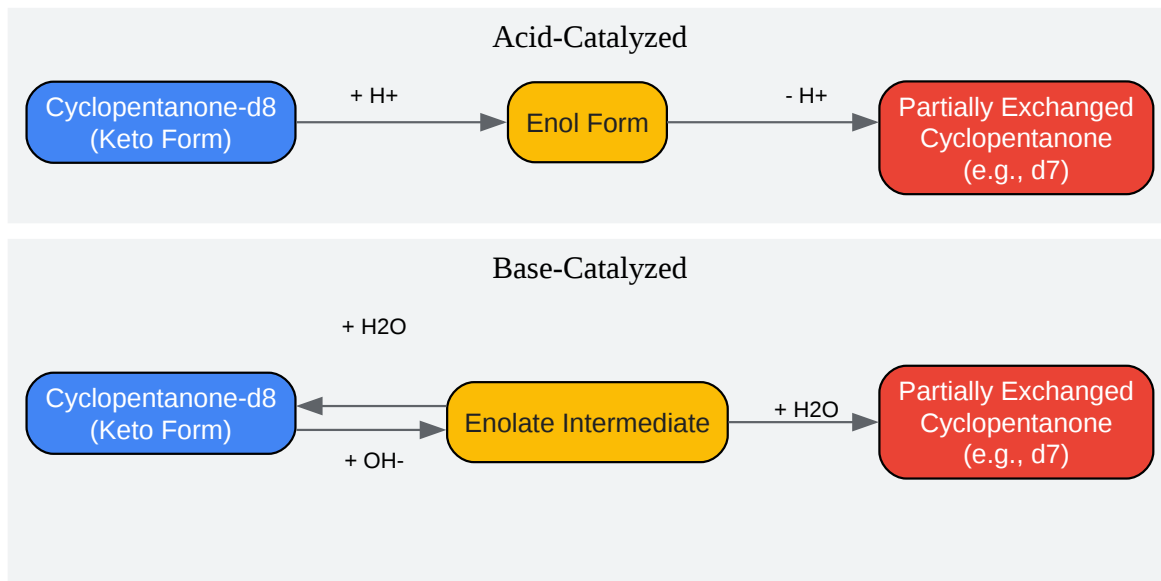 Acid-Catalyzed
Cyclopentanone-d8
(Keto Form)
+ H+
Enol Form
- H+
Partially Exchanged
Cyclopentanone
(e.g., d7)
Base-Catalyzed
+ H2O
Cyclopentanone-d8
(Keto Form)
+ OH-
Enolate Intermediate
+ H2O
Partially Exchanged
Cyclopentanone
(e.g., d7)